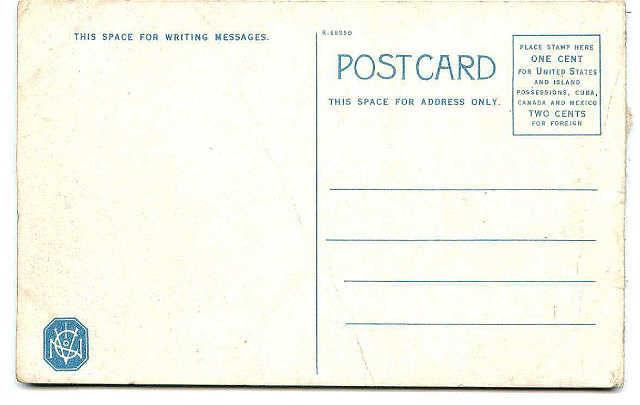 THIS SPACE FOR WRITING MESSAGES.
POSTCARD
THIS SPACE FOR ADDRESS ONLY.
PLACE STAMP HERE
ONE CENT
FOR UNITED STATES
AND ISLAND
POSSESSIONS, CUBA,
CANADA AND MEXICO
TWO CENTS
FOR FOREIGN